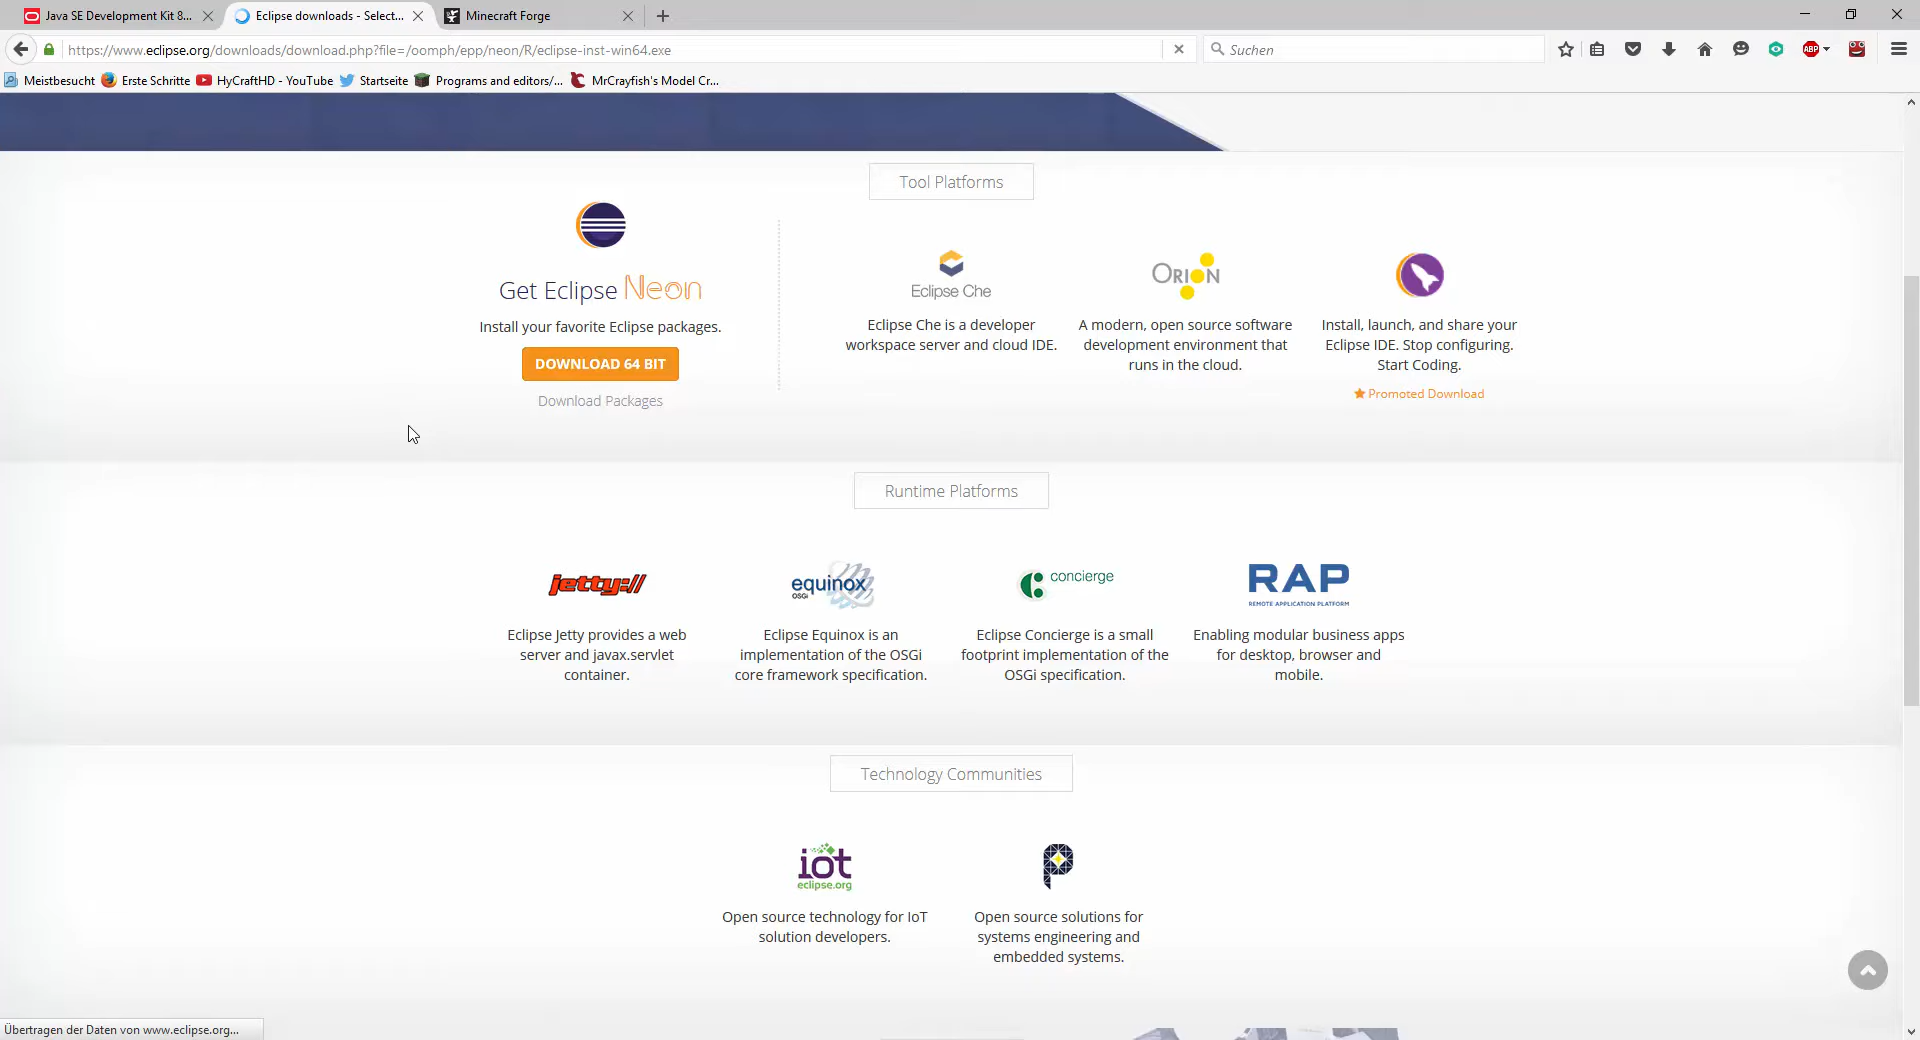 Java SE Development Kit 8...
Eclipse downloads - Select...
Minecraft Forge
https://www.eclipse.org/downloads/download.php?file=/oomph/epp/neon/R/eclipse-inst-win64.exe
Suchen
ABP
Meistbesucht
Erste Schritte
HyCraftHD - YouTube
Startseite
Programs and editors/...
MrCrayfish's Model Cr...
Tool Platforms
Get Eclipse Neon
Install your favorite Eclipse packages.
DOWNLOAD 64 BIT
Download Packages
Eclipse Che
Eclipse Che is a developer
workspace server and cloud IDE.
ORION
A modern, open source software
development environment that
runs in the cloud.
Install, launch, and share your
Eclipse IDE. Stop configuring.
Start Coding.
Promoted Download
Runtime Platforms
jetty://
Eclipse Jetty provides a web
server and javax.servlet
container.
equinox
OSGi
Eclipse Equinox is an
implementation of the OSGi
core framework specification.
concierge
Eclipse Concierge is a small
footprint implementation of the
OSGi specification.
RAP
REMOTE APPLICATION PLATFORM
Enabling modular business apps
for desktop, browser and
mobile.
Technology Communities
iot
eclipse.org
Open source technology for IoT
solution developers.
Open source solutions for
systems engineering and
embedded systems.
Übertragen der Daten von www.eclipse.org...